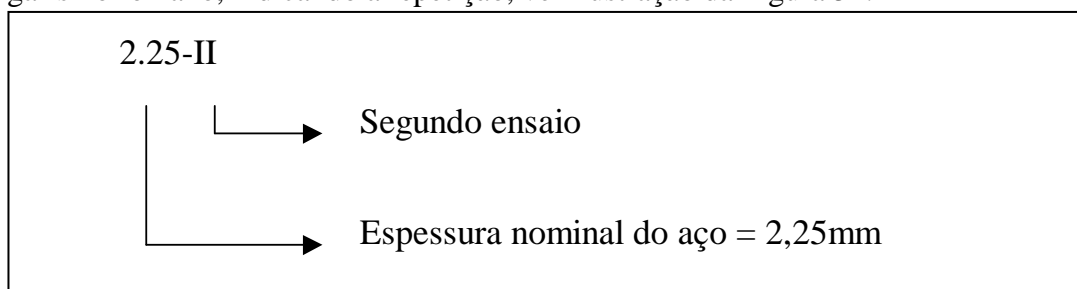 2.25-II
Segundo ensaio
Espessura nominal do aço = 2,25mm